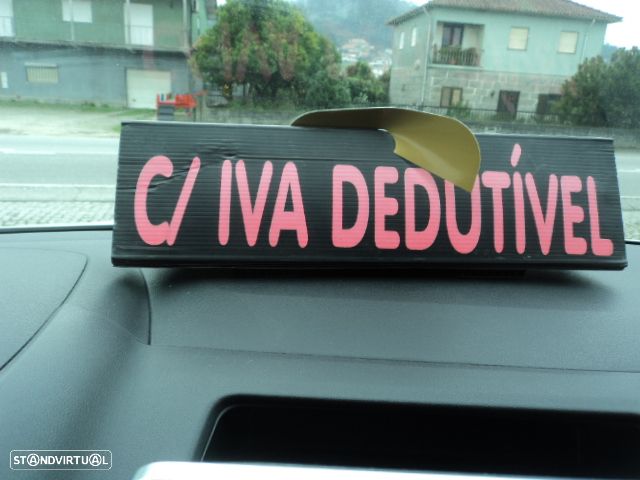 C/ IVA DEDUTÍVEL
STANDVIRTUAL